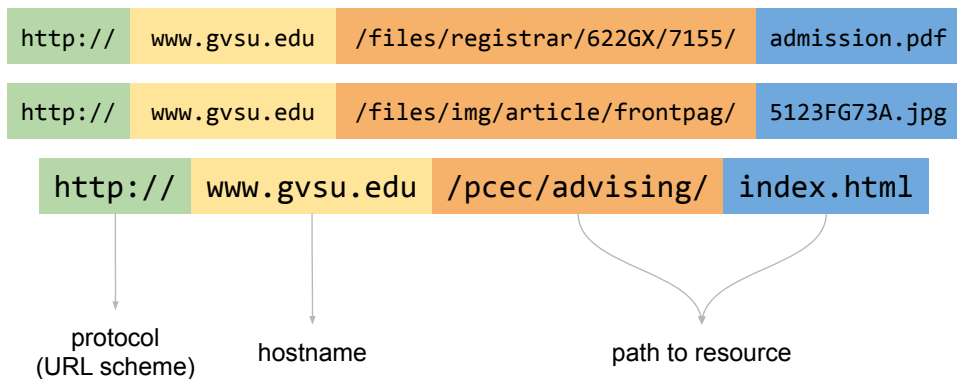 http:// www.gvsu.edu /files/registrar/622GX/7155/ admission.pdf
http:// www.gvsu.edu /files/img/article/frontpag/ 5123FG73A.jpg
http:// www.gvsu.edu /pcec/advising/ index.html
protocol
(URL scheme)
hostname
path to resource